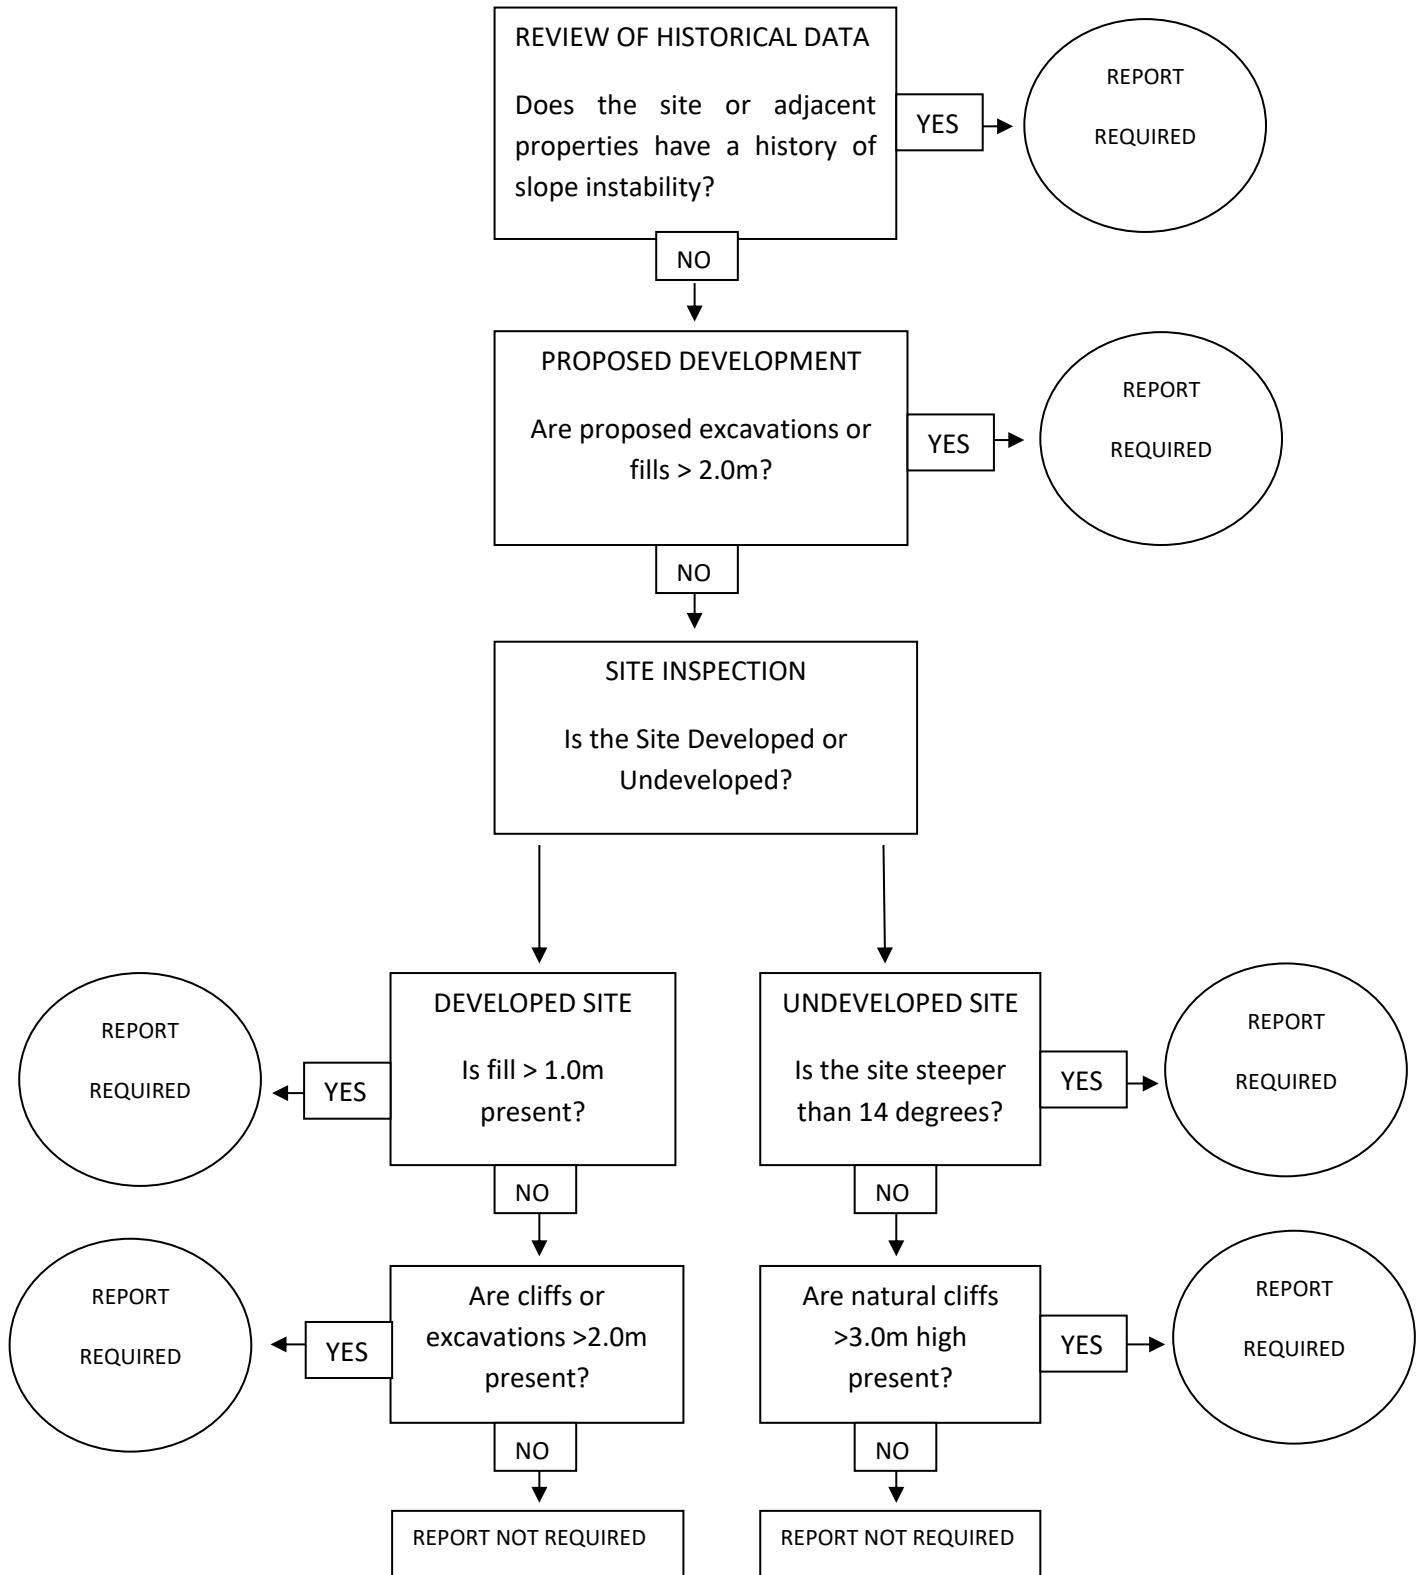 REVIEW OF HISTORICAL DATA
Does the site or adjacent
properties have a history of
slope instability?
YES
REPORT
REQUIRED
NO
PROPOSED DEVELOPMENT
Are proposed excavations or
fills > 2.0m?
YES
REPORT
REQUIRED
NO
SITE INSPECTION
Is the Site Developed or
Undeveloped?
DEVELOPED SITE
Is fill > 1.0m
present?
YES
REPORT
REQUIRED
NO
Are cliffs or
excavations >2.0m
present?
YES
REPORT
REQUIRED
NO
REPORT NOT REQUIRED
UNDEVELOPED SITE
Is the site steeper
than 14 degrees?
YES
REPORT
REQUIRED
NO
Are natural cliffs
>3.0m high
present?
YES
REPORT
REQUIRED
NO
REPORT NOT REQUIRED